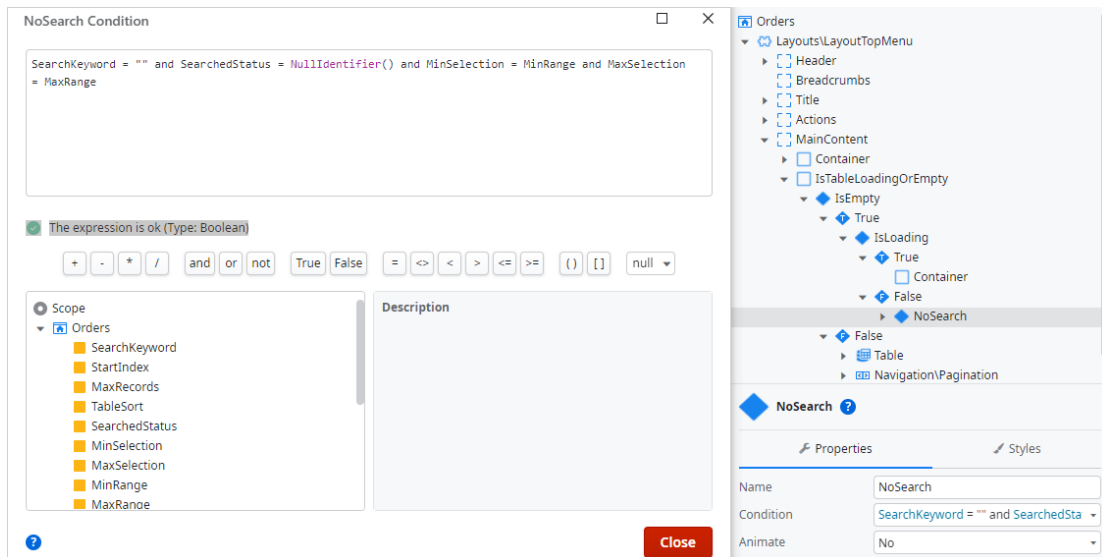 NoSearch Condition
SearchKeyword = "" and SearchedStatus = NullIdentifier() and MinSelection = MinRange and MaxSelection
= MaxRange
The expression is ok (Type: Boolean)
+ - * / and or not True False = <> < > <= >= ( ) [ ] null
Scope
Orders
SearchKeyword
StartIndex
MaxRecords
TableSort
SearchedStatus
MinSelection
MaxSelection
MinRange
MaxRange
Description
?
Close
Orders
Layouts\LayoutTopMenu
Header
Breadcrumbs
Title
Actions
MainContent
Container
IsTableLoadingOrEmpty
IsEmpty
T True
IsLoading
T True
Container
F False
NoSearch
F False
Table
Navigation\Pagination
NoSearch ?
Properties
Styles
Name NoSearch
Condition SearchKeyword = "" and SearchedSta
Animate No